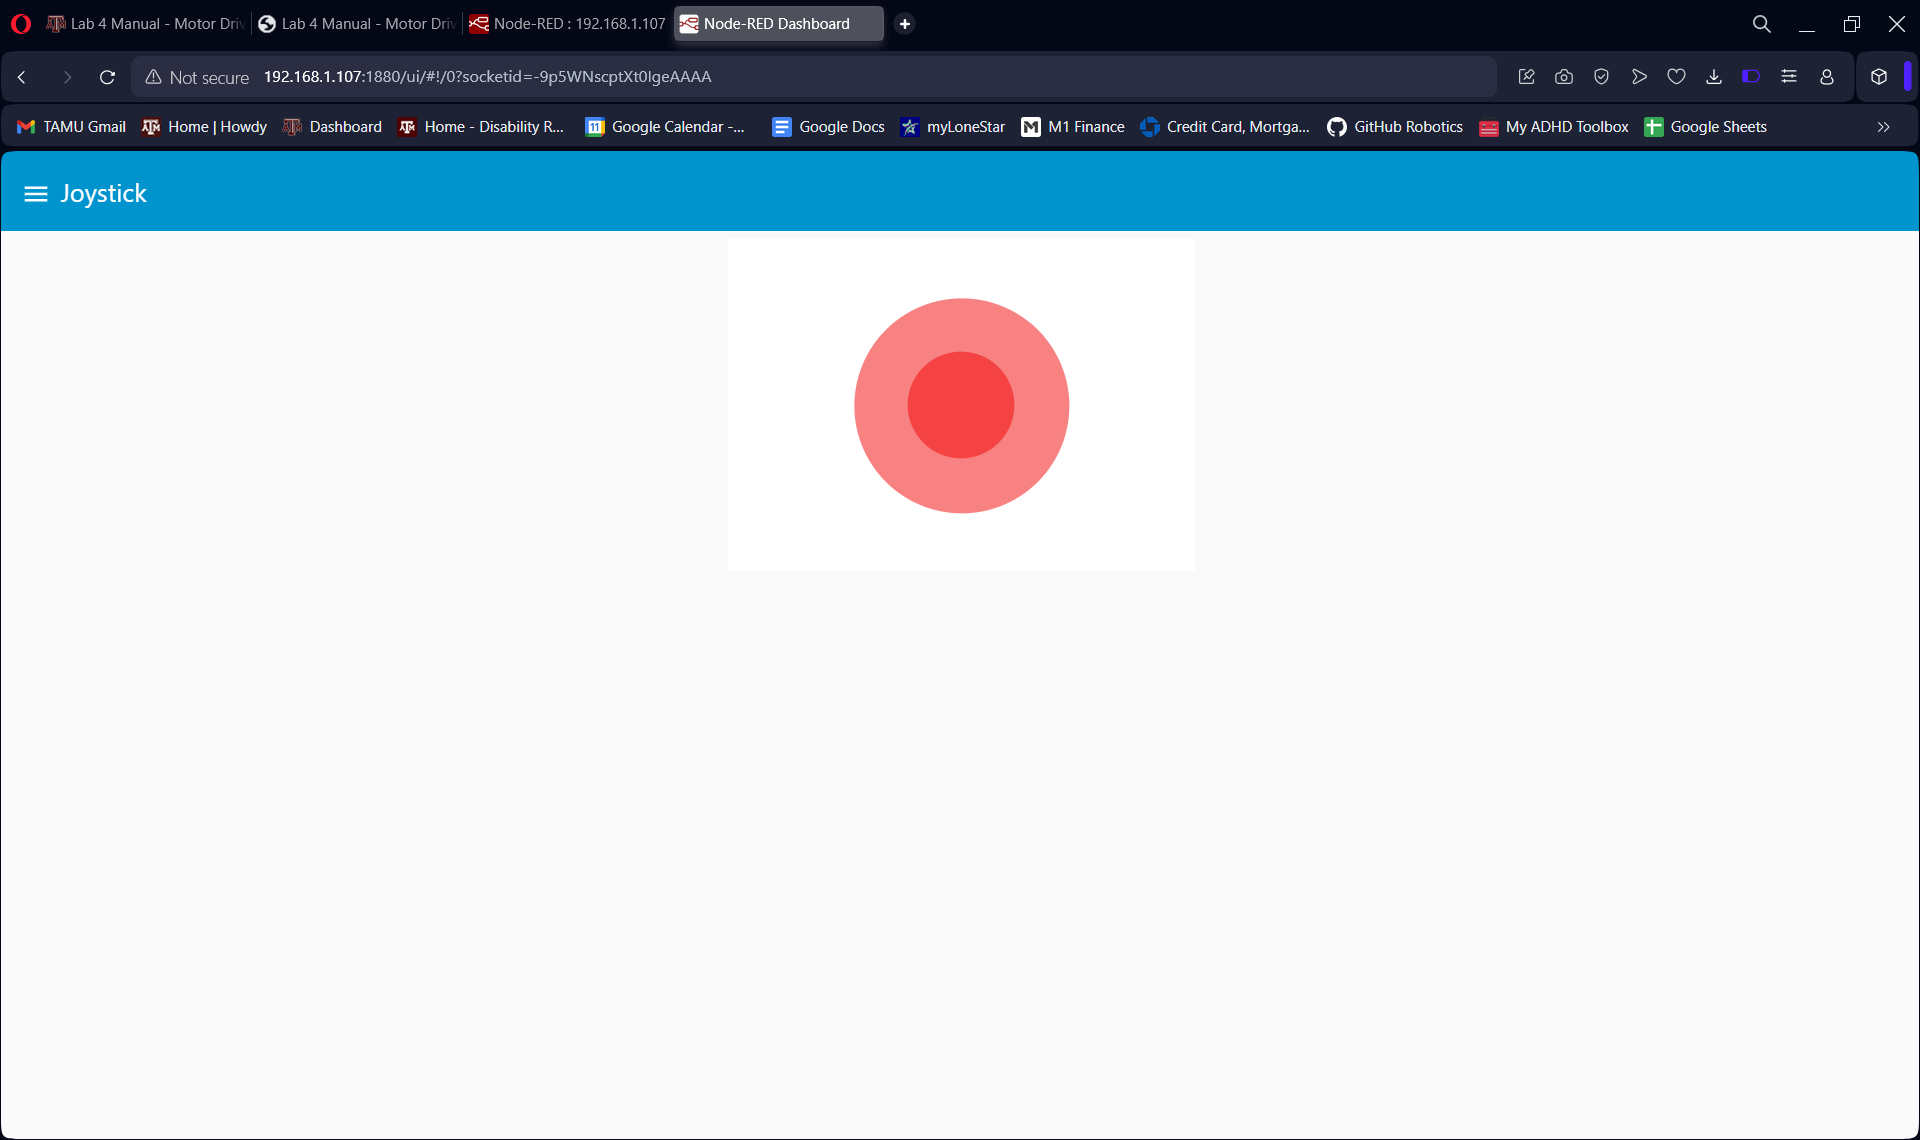 Lab 4 Manual - Motor Driv Lab 4 Manual - Motor Driv Node-RED : 192.168.1.107 Node-RED Dashboard
Not secure 192.168.1.107:1880/ui/#!/0?socketid=-9p5WNscptXt0IgeAAAA
TAMU Gmail Home | Howdy Dashboard Home - Disability R... 11 Google Calendar -... Google Docs myLoneStar M1 Finance Credit Card, Mortga... GitHub Robotics My ADHD Toolbox Google Sheets
Joystick